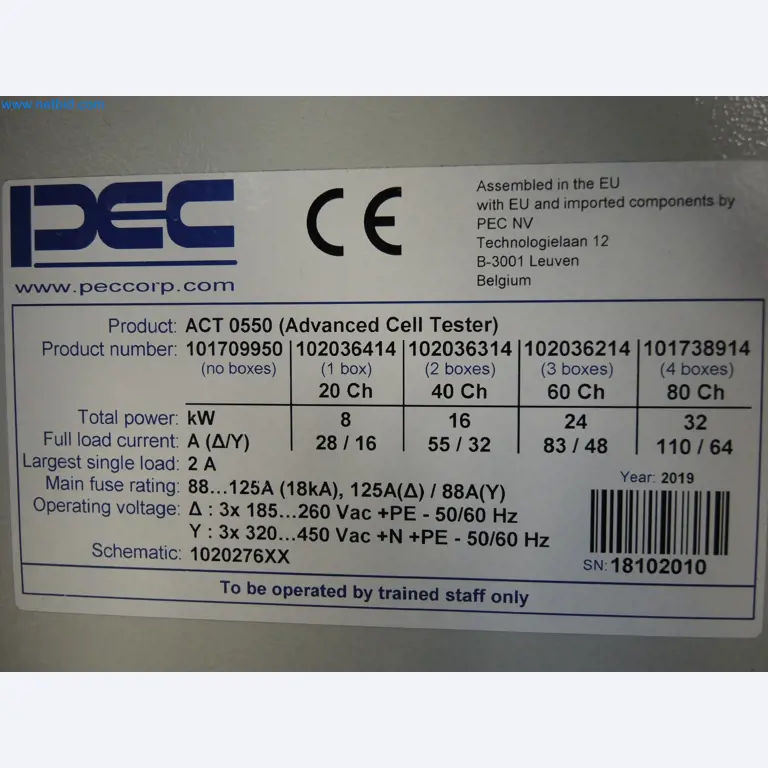 PEC
www.peccorp.com
CE
Assembled in the EU
with EU and imported components by
PEC NV
Technologielaan 12
B-3001 Leuven
Belgium
Product: ACT 0550 (Advanced Cell Tester)
Product number: 101709950 102036414 102036314 102036214 101738914
(no boxes) (1 box) (2 boxes) (3 boxes) (4 boxes)
20 Ch 40 Ch 60 Ch 80 Ch
Total power: kW 8 16 24 32
Full load current: A (Δ/Y) 28 / 16 55 / 32 83 / 48 110 / 64
Largest single load: 2 A
Main fuse rating: 88...125A (18kA), 125A(Δ) / 88A(Y)
Operating voltage: Δ : 3x 185...260 Vac +PE - 50/60 Hz
Y : 3x 320...450 Vac +N +PE - 50/60 Hz
Schematic: 1020276XX
Year: 2019
SN: 18102010
To be operated by trained staff only